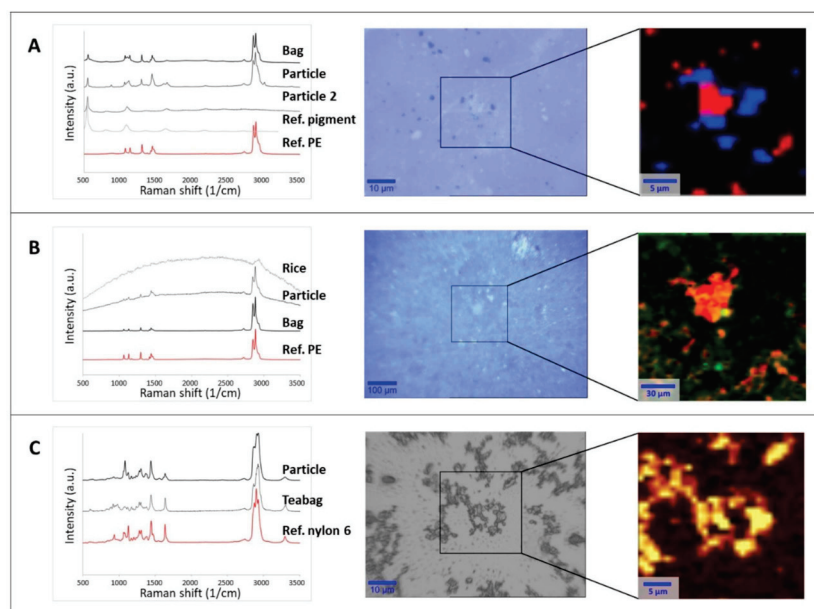 A
Intensity (a.u.)
Bag
Particle
Particle 2
Ref. pigment
Ref. PE
500 1000 1500 2000 2500 3000 3500
Raman shift (1/cm)
10 µm
5 µm
B
Intensity (a.u.)
Rice
Particle
Bag
Ref. PE
500 1000 1500 2000 2500 3000 3500
Raman shift (1/cm)
100 µm
30 µm
C
Intensity (a.u.)
Particle
Teabag
Ref. nylon 6
500 1000 1500 2000 2500 3000 3500
Raman shift (1/cm)
10 µm
5 µm